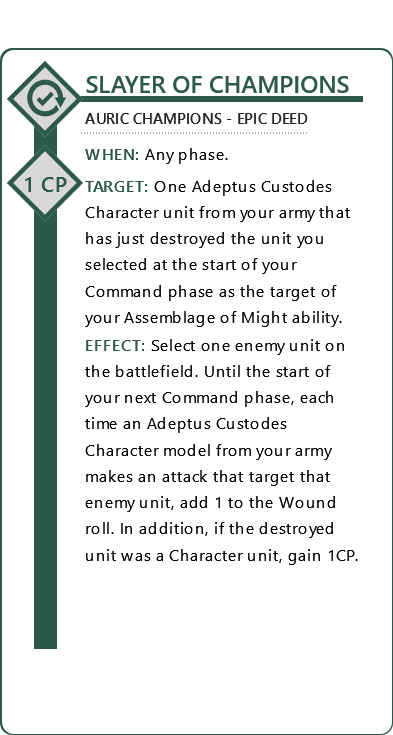 SLAYER OF CHAMPIONS
AURIC CHAMPIONS - EPIC DEED
WHEN: Any phase.
1 CP
TARGET: One Adeptus Custodes
Character unit from your army that
has just destroyed the unit you
selected at the start of your
Command phase as the target of
your Assemblage of Might ability.
EFFECT: Select one enemy unit on
the battlefield. Until the start of
your next Command phase, each
time an Adeptus Custodes
Character model from your army
makes an attack that target that
enemy unit, add 1 to the Wound
roll. In addition, if the destroyed
unit was a Character unit, gain 1CP.